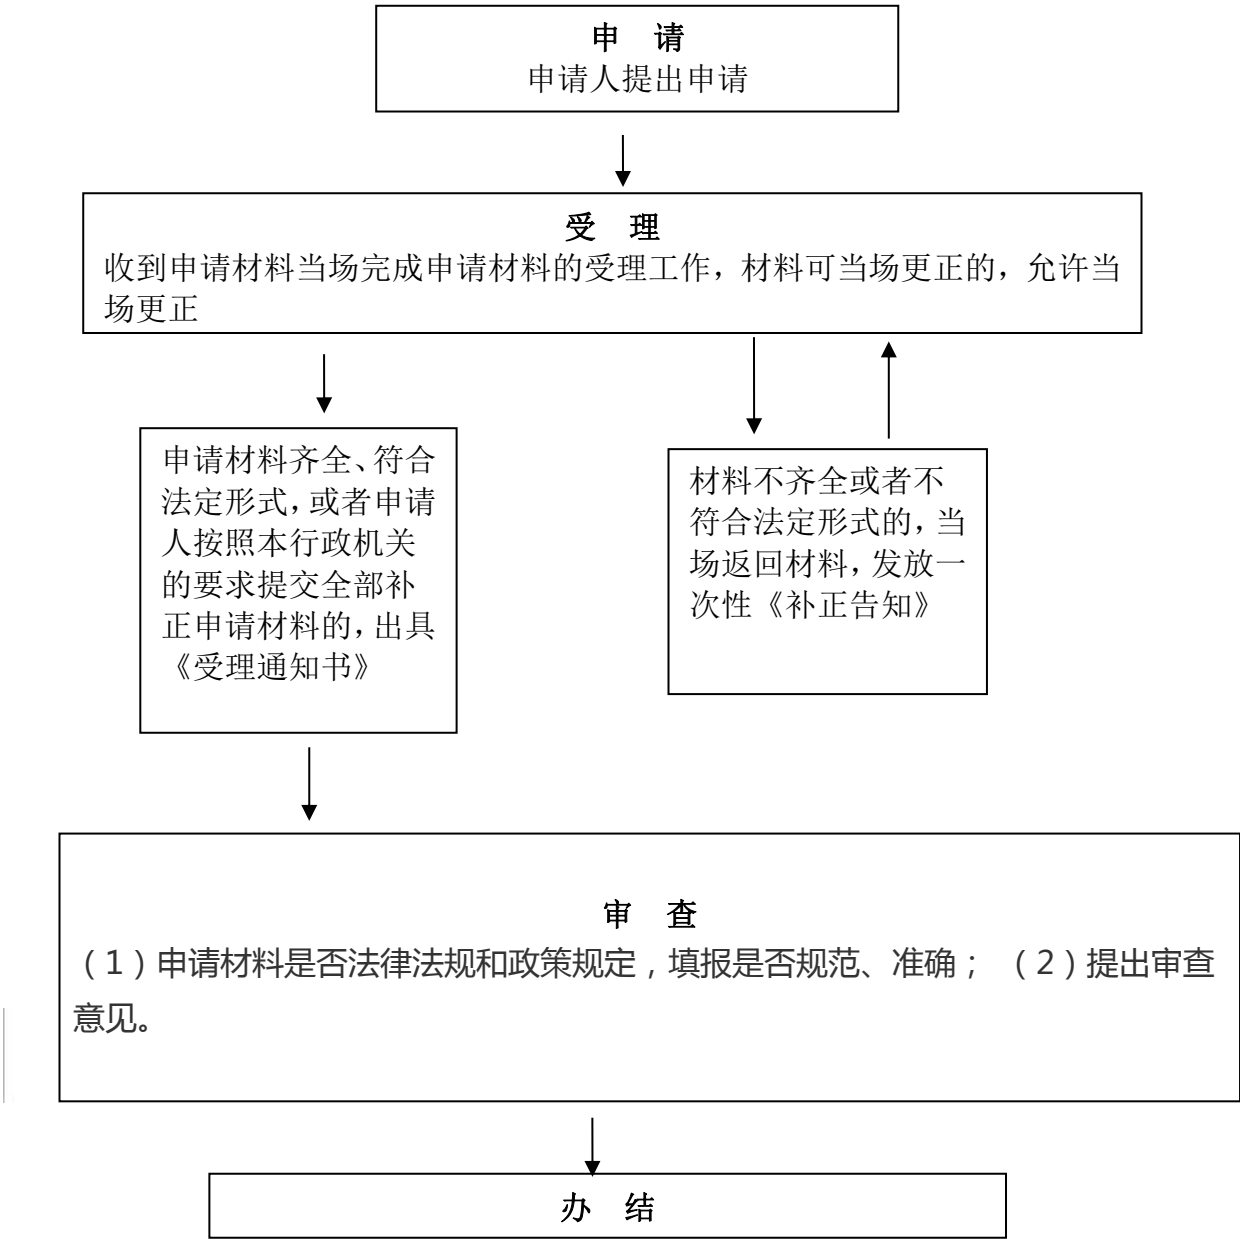 申 请
申请人提出申请
受 理
收到申请材料当场完成申请材料的受理工作，材料可当场更正的，允许当
场更正
申请材料齐全、符合
法定形式，或者申请
人按照本行政机关
的要求提交全部补
正申请材料的，出具
《受理通知书》
材料不齐全或者不
符合法定形式的，当
场返回材料，发放一
次性《补正告知》
审 查
（1）申请材料是否法律法规和政策规定，填报是否规范、准确； （2）提出审查
意见。
办 结